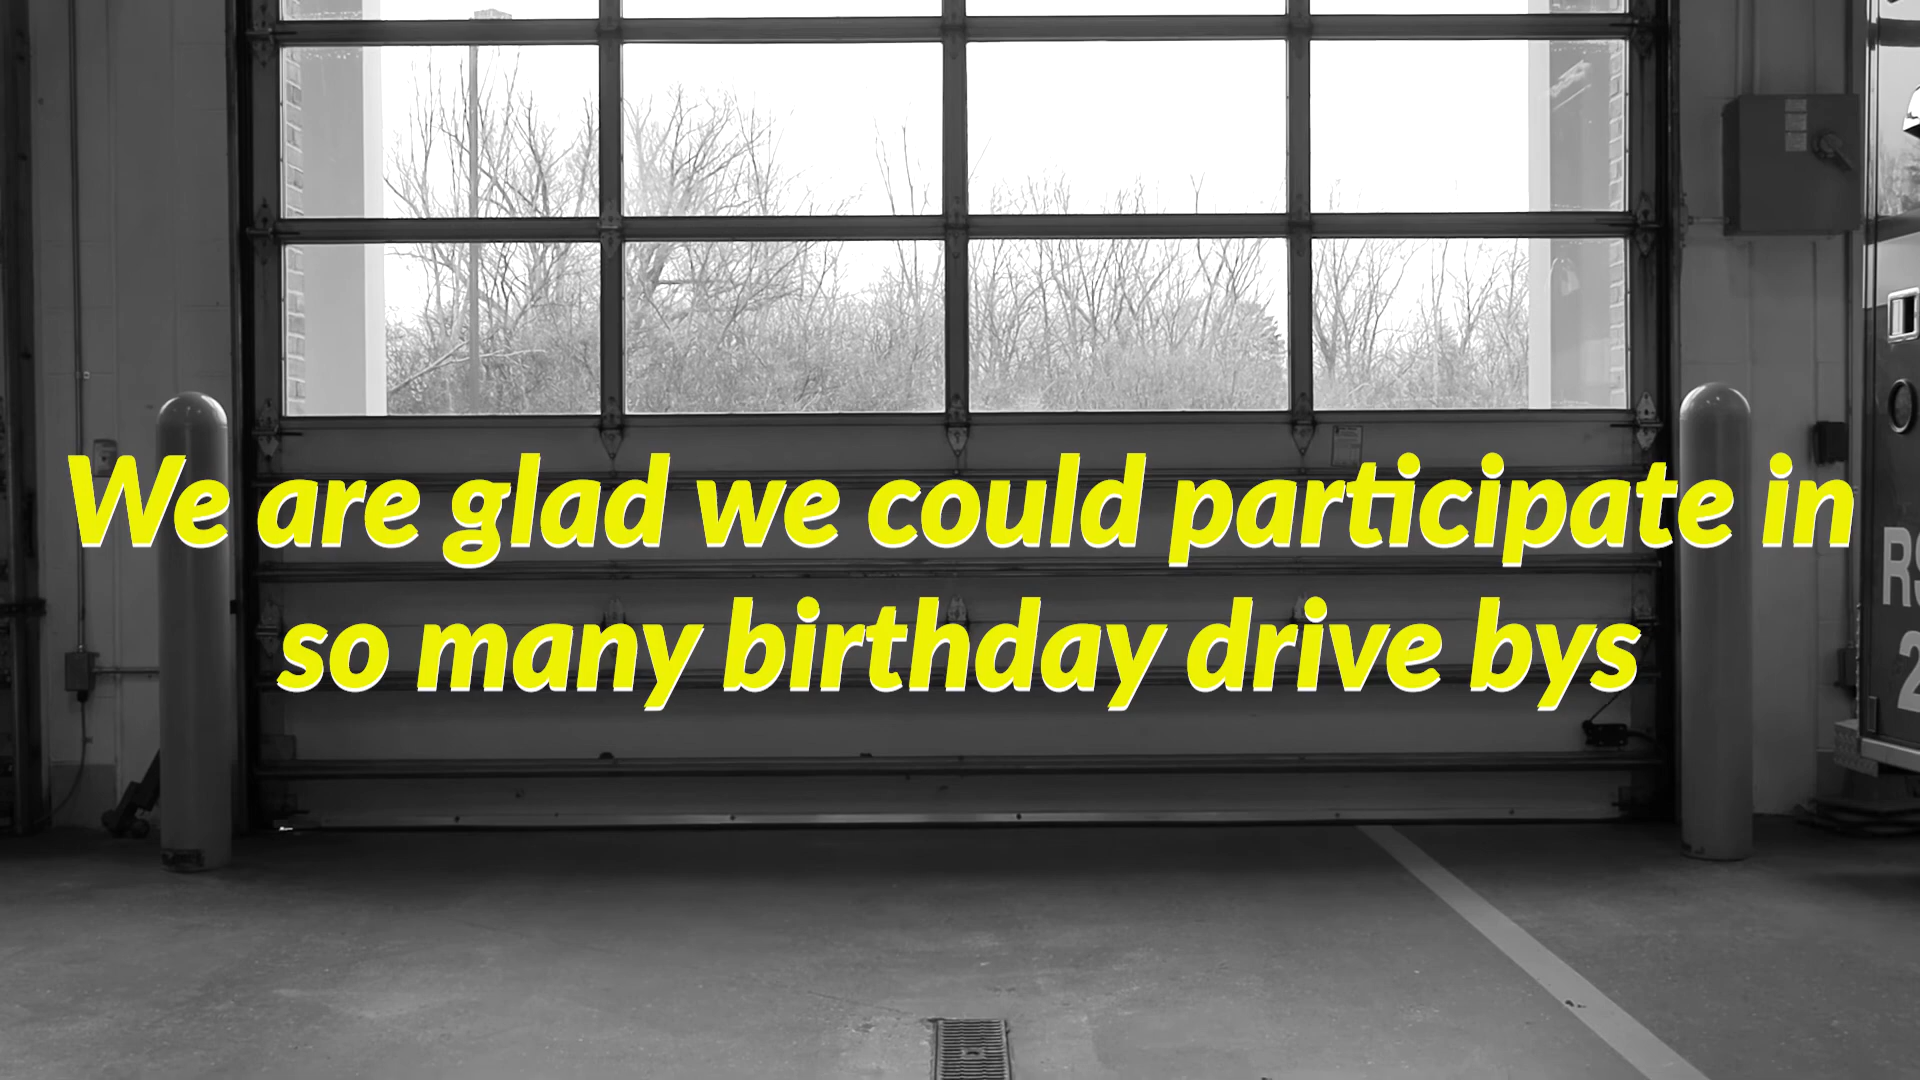 We are glad we could participate in
so many birthday drive bys